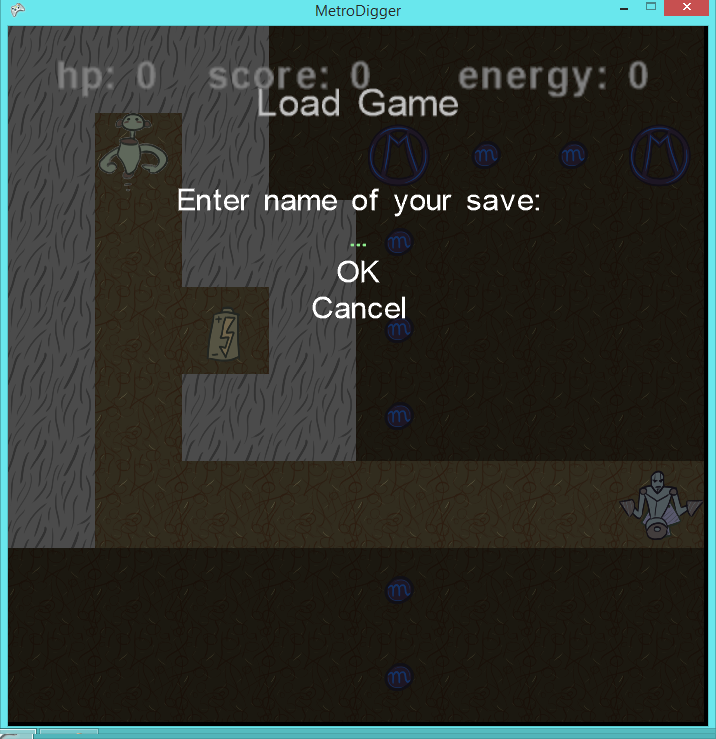 MetroDigger
hp: 0 score: 0 energy: 0
Load Game
M m m M
Enter name of your save:
...
m
OK
Cancel
m
m
m
m